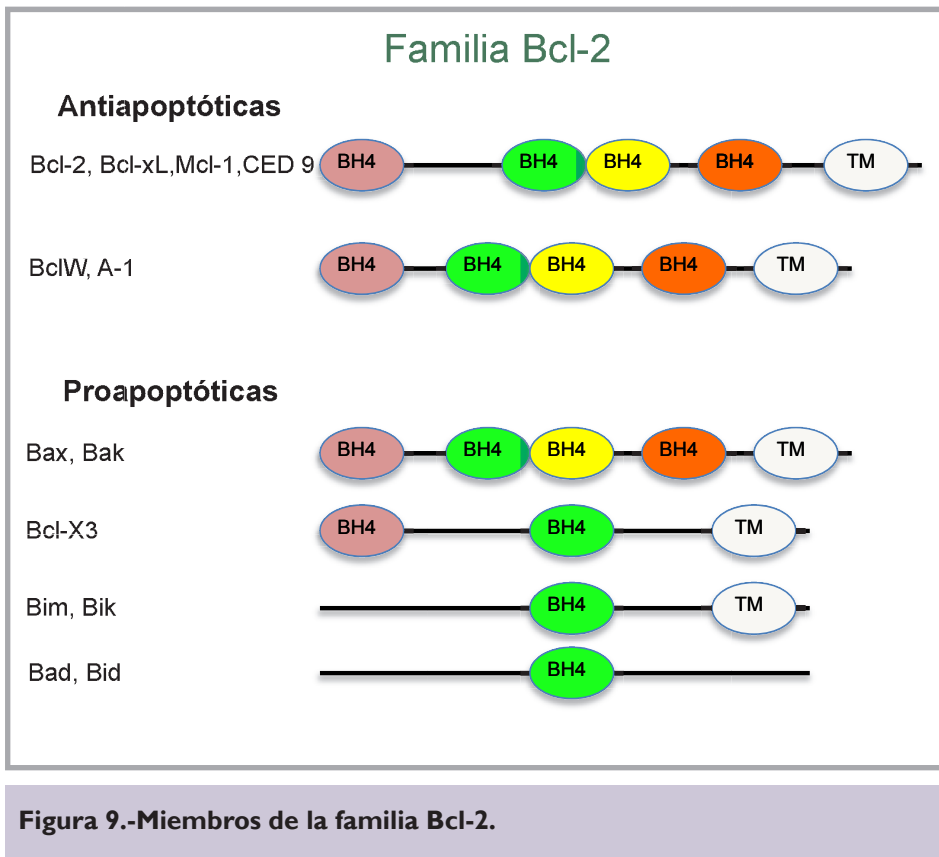 Familia Bcl-2
Antiapoptóticas
Bcl-2, Bcl-xL,Mcl-1,CED 9 BH4 BH4 BH4 BH4 TM
BclW, A-1 BH4 BH4 BH4 BH4 TM
Proapoptóticas
Bax, Bak BH4 BH4 BH4 BH4 TM
Bcl-X3 BH4 BH4 TM
Bim, Bik BH4 TM
Bad, Bid BH4
Figura 9.-Miembros de la familia Bcl-2.